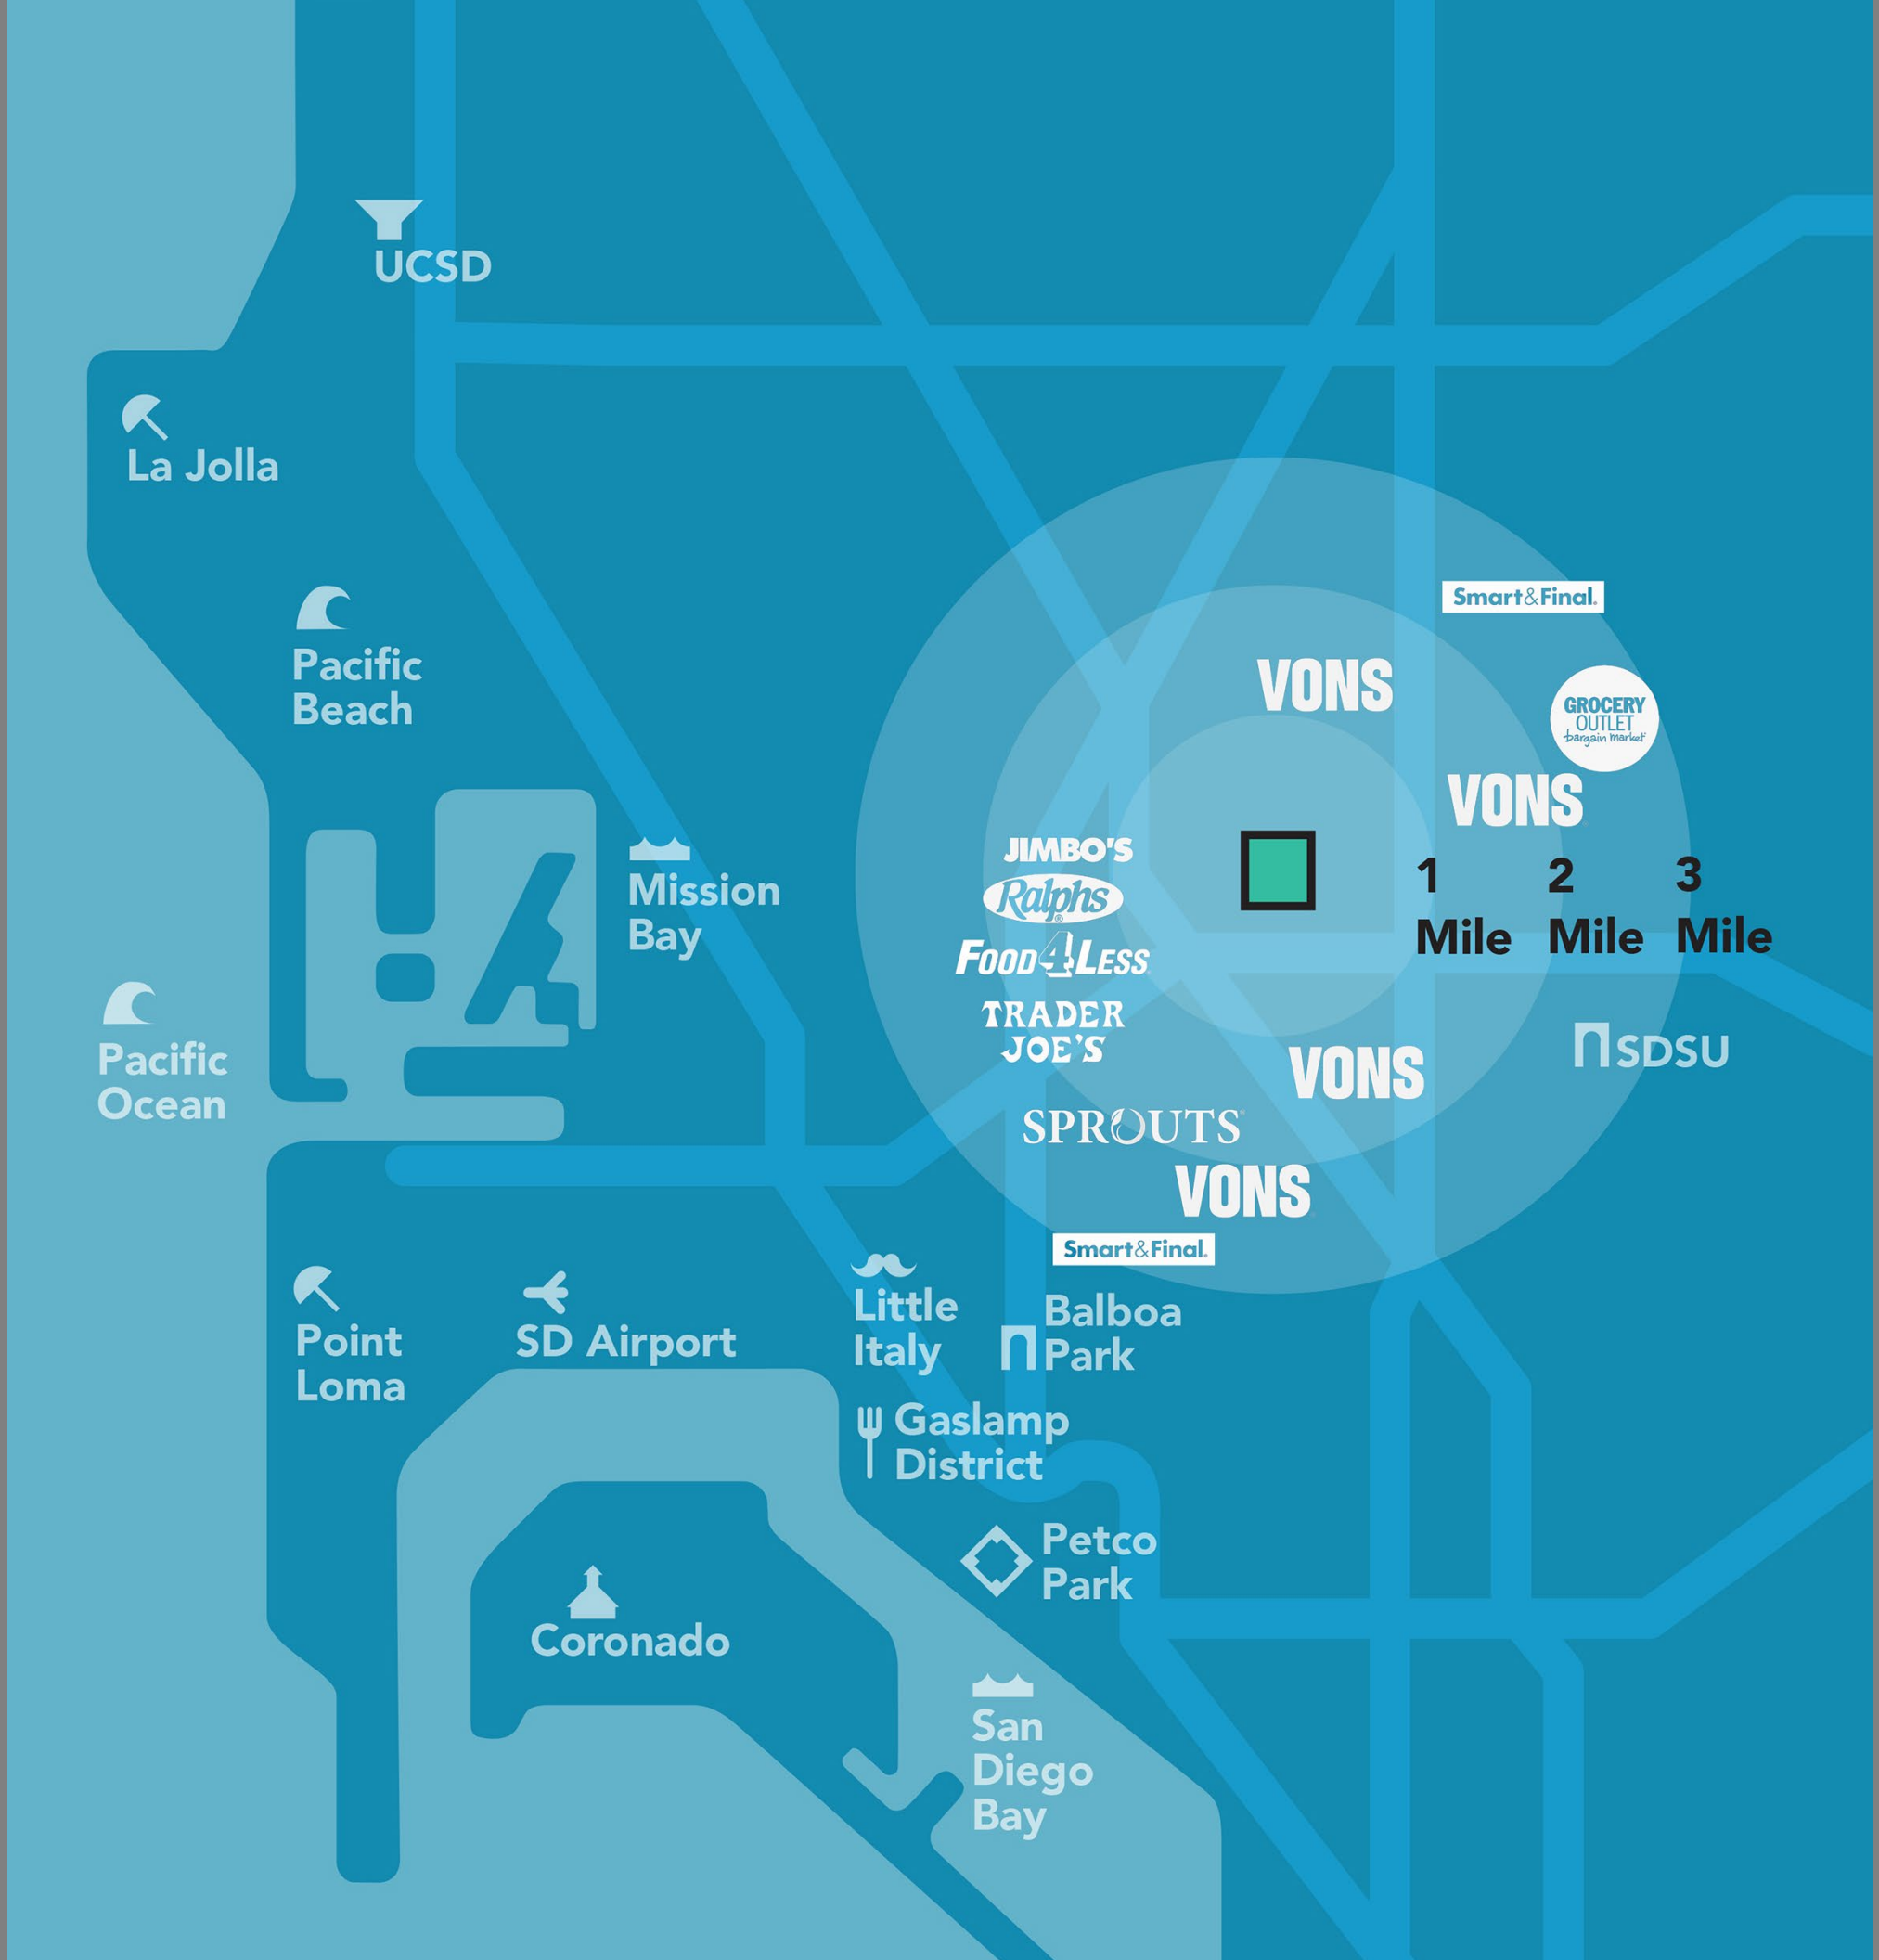 UCSD
La Jolla
Pacific
Beach
Smart&Final.
VONS
GROCERY
OUTLET
bargain market
VONS
JIMBO'S
Ralphs
®
FOOD4LESS
TRADER
JOE'S
1
Mile
2
Mile
3
Mile
Mission
Bay
Pacific
Ocean
SDSU
VONS
SPROUTS
VONS
Smart&Final.
Point
Loma
SD Airport
Little
Italy
Balboa
Park
Gaslamp
District
Petco
Park
Coronado
San
Diego
Bay